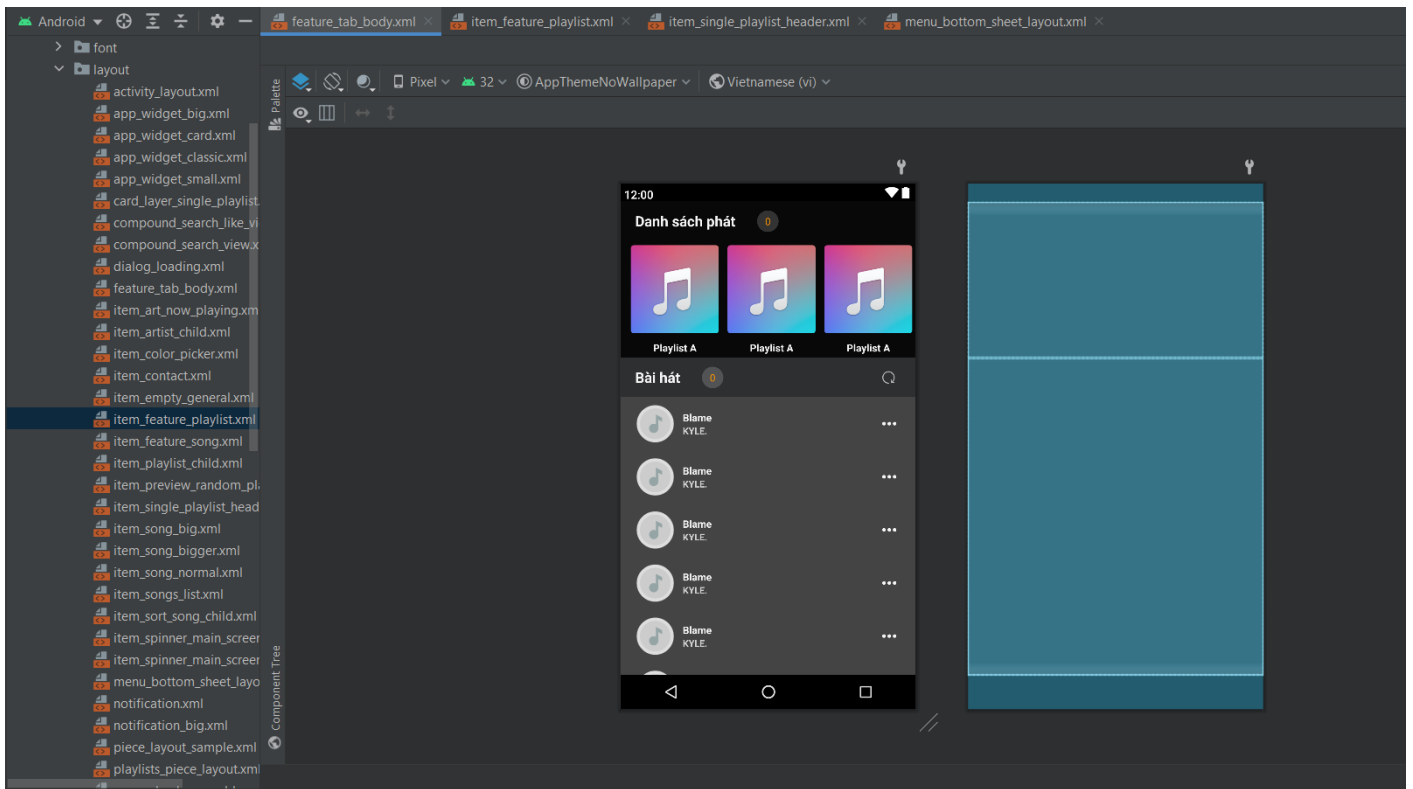 Android
feature_tab_body.xml
item_feature_playlist.xml
item_single_playlist_header.xml
menu_bottom_sheet_layout.xml
font
layout
activity_layout.xml
app_widget_big.xml
app_widget_card.xml
app_widget_classic.xml
app_widget_small.xml
card_layer_single_playlist
compound_search_like_vi
compound_search_view.x
dialog_loading.xml
feature_tab_body.xml
item_art_now_playing.xm
item_artist_child.xml
item_color_picker.xml
item_contact.xml
item_empty_general.xml
item_feature_playlist.xml
item_feature_song.xml
item_playlist_child.xml
item_preview_random_pl
item_single_playlist_head
item_song_big.xml
item_song_bigger.xml
item_song_normal.xml
item_songs_list.xml
item_sort_song_child.xml
item_spinner_main_screer
item_spinner_main_screer
menu_bottom_sheet_layo
notification.xml
notification_big.xml
piece_layout_sample.xml
playlists_piece_layout.xml
Palette
Component Tree
Pixel
32
AppThemeNoWallpaper
Vietnamese (vi)
12:00
Danh sách phát 0
Playlist A Playlist A Playlist A
Bài hát 0
Blame
KYLE.
Blame
KYLE.
Blame
KYLE.
Blame
KYLE.
Blame
KYLE.